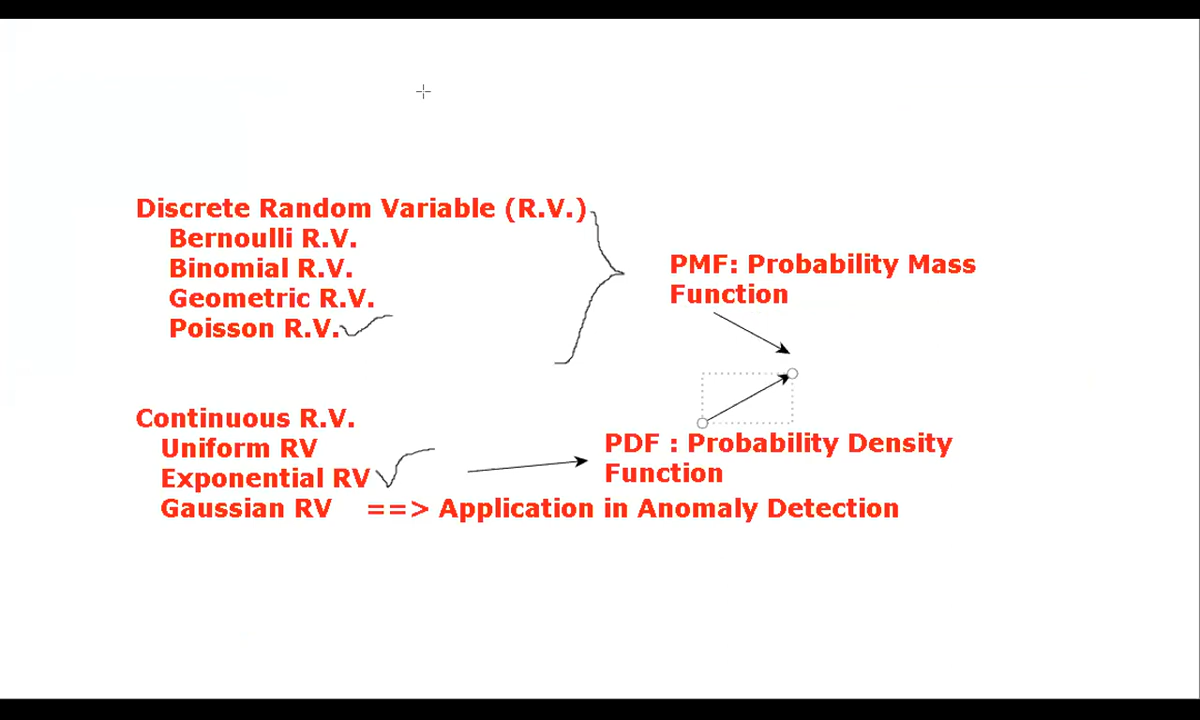 Discrete Random Variable (R.V.)
Bernoulli R.V.
Binomial R.V.
Geometric R.V.
Poisson R.V.
PMF: Probability Mass
Function
Continuous R.V.
Uniform RV
Exponential RV
Gaussian RV ==> Application in Anomaly Detection
PDF : Probability Density
Function